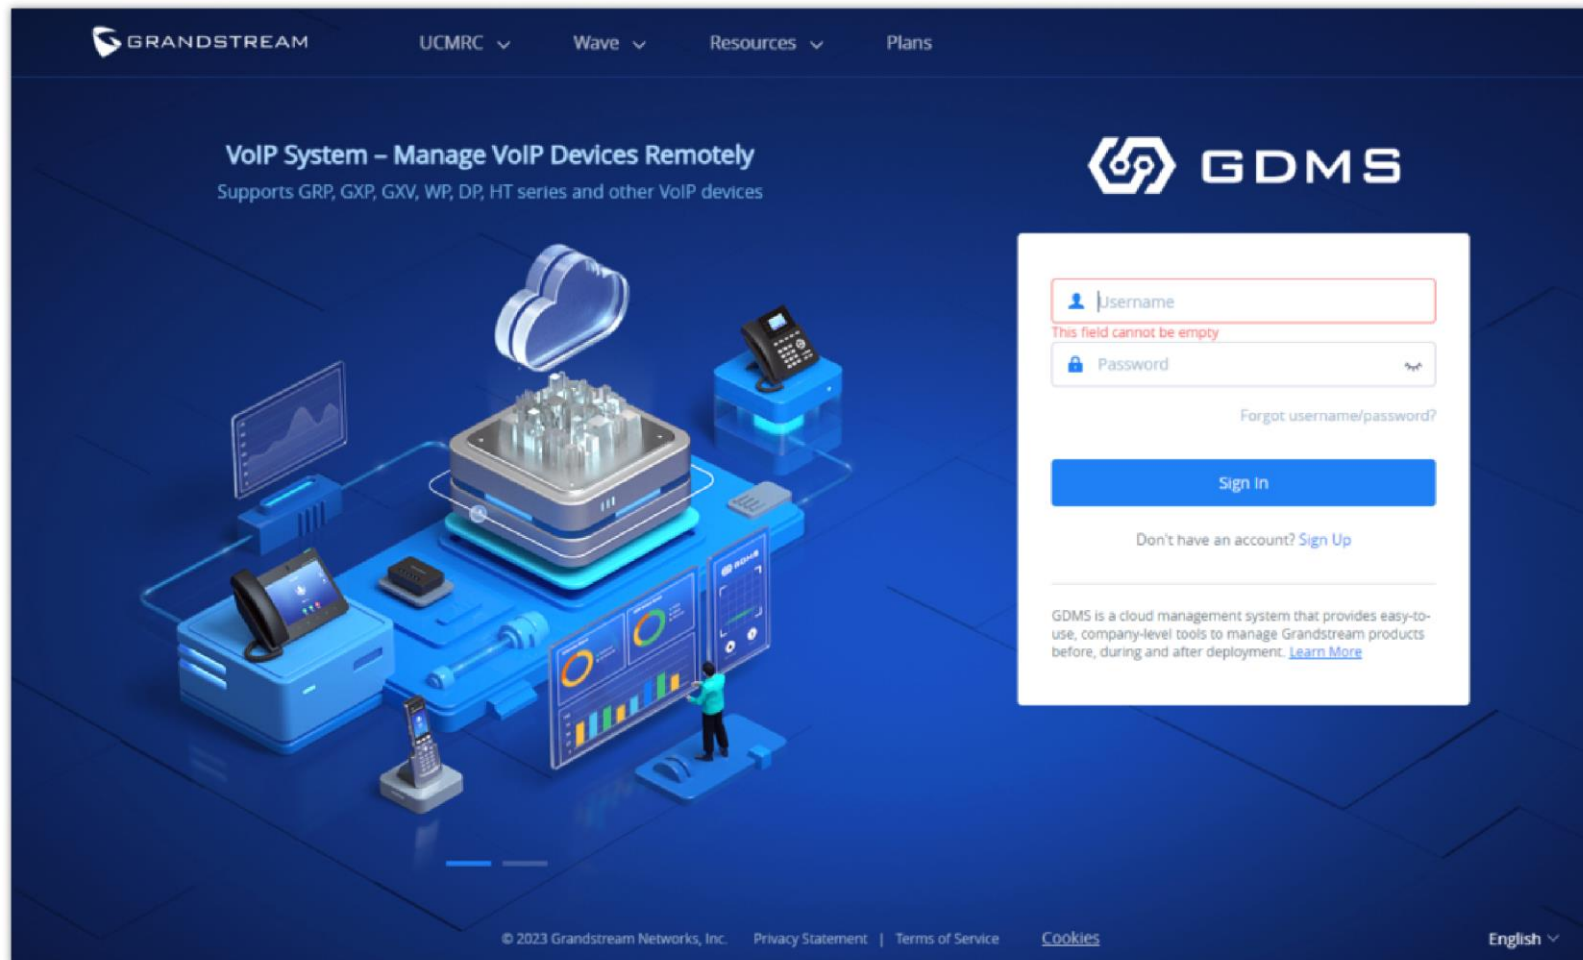 GRANDSTREAM
UCMRC
Wave
Resources
Plans
VoIP System – Manage VoIP Devices Remotely
Supports GRP, GXP, GXV, WP, DP, HT series and other VoIP devices
GDMS
Username
This field cannot be empty
Password
Forgot username/password?
Sign In
Don't have an account? Sign Up
GDMS is a cloud management system that provides easy-to-
use, company-level tools to manage Grandstream products
before, during and after deployment. Learn More
GDMS
© 2023 Grandstream Networks, Inc. Privacy Statement | Terms of Service Cookies
English